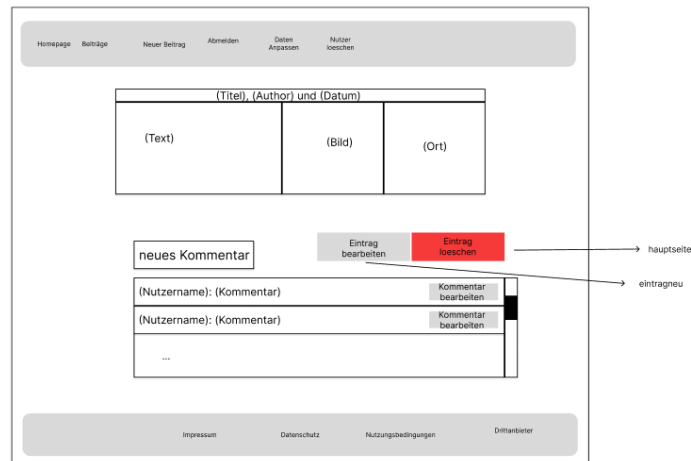 Homepage Beiträge Neuer Beitrag Abmelden Daten Nutzer
Anpassen loeschen
(Titel), (Author) und (Datum)
(Text) (Bild) (Ort)
neues Kommentar
Eintrag
bearbeiten
Eintrag
loeschen
hauptseite
eintragneu
(Nutzername): (Kommentar)
Kommentar
bearbeiten
(Nutzername): (Kommentar)
Kommentar
bearbeiten
...
Impressum Datenschutz Nutzungsbedingungen Drittanbieter